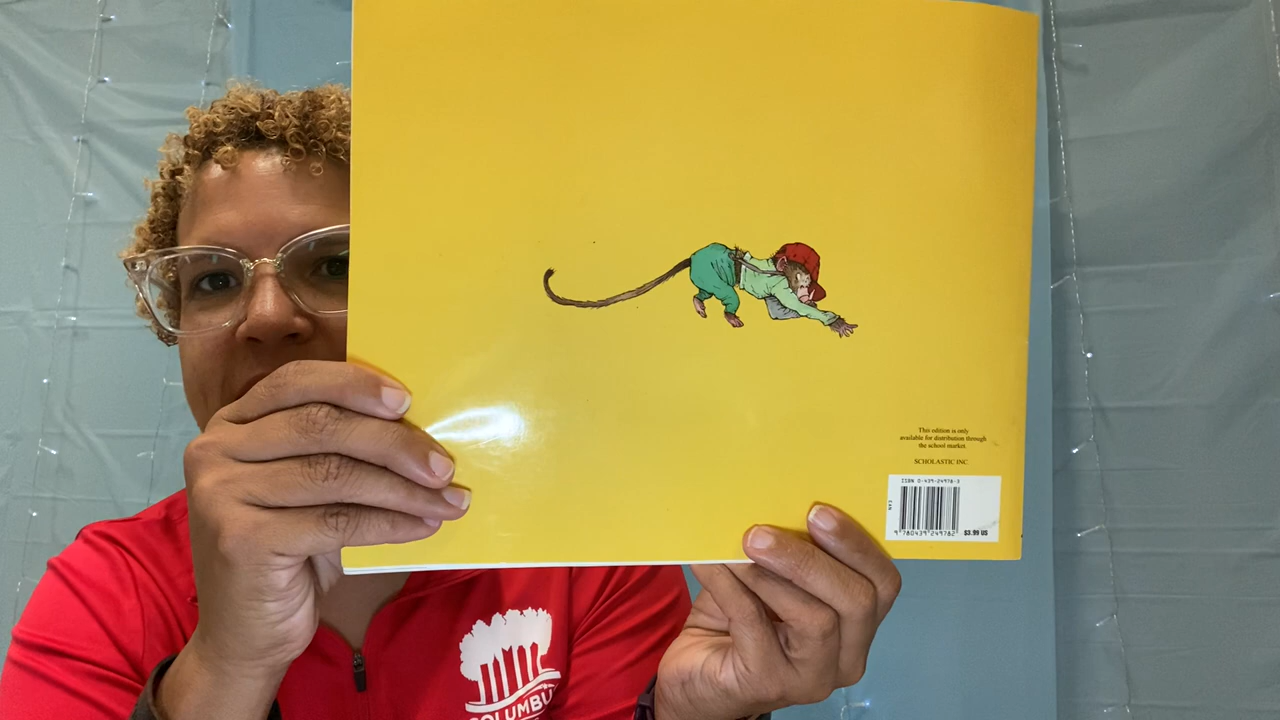 This edition is only
available for distribution through
the school market.
SCHOLASTIC INC
ISBN 0-439-24978-3
EAN
9 780439 249782
$3.99 US
COLUMBU